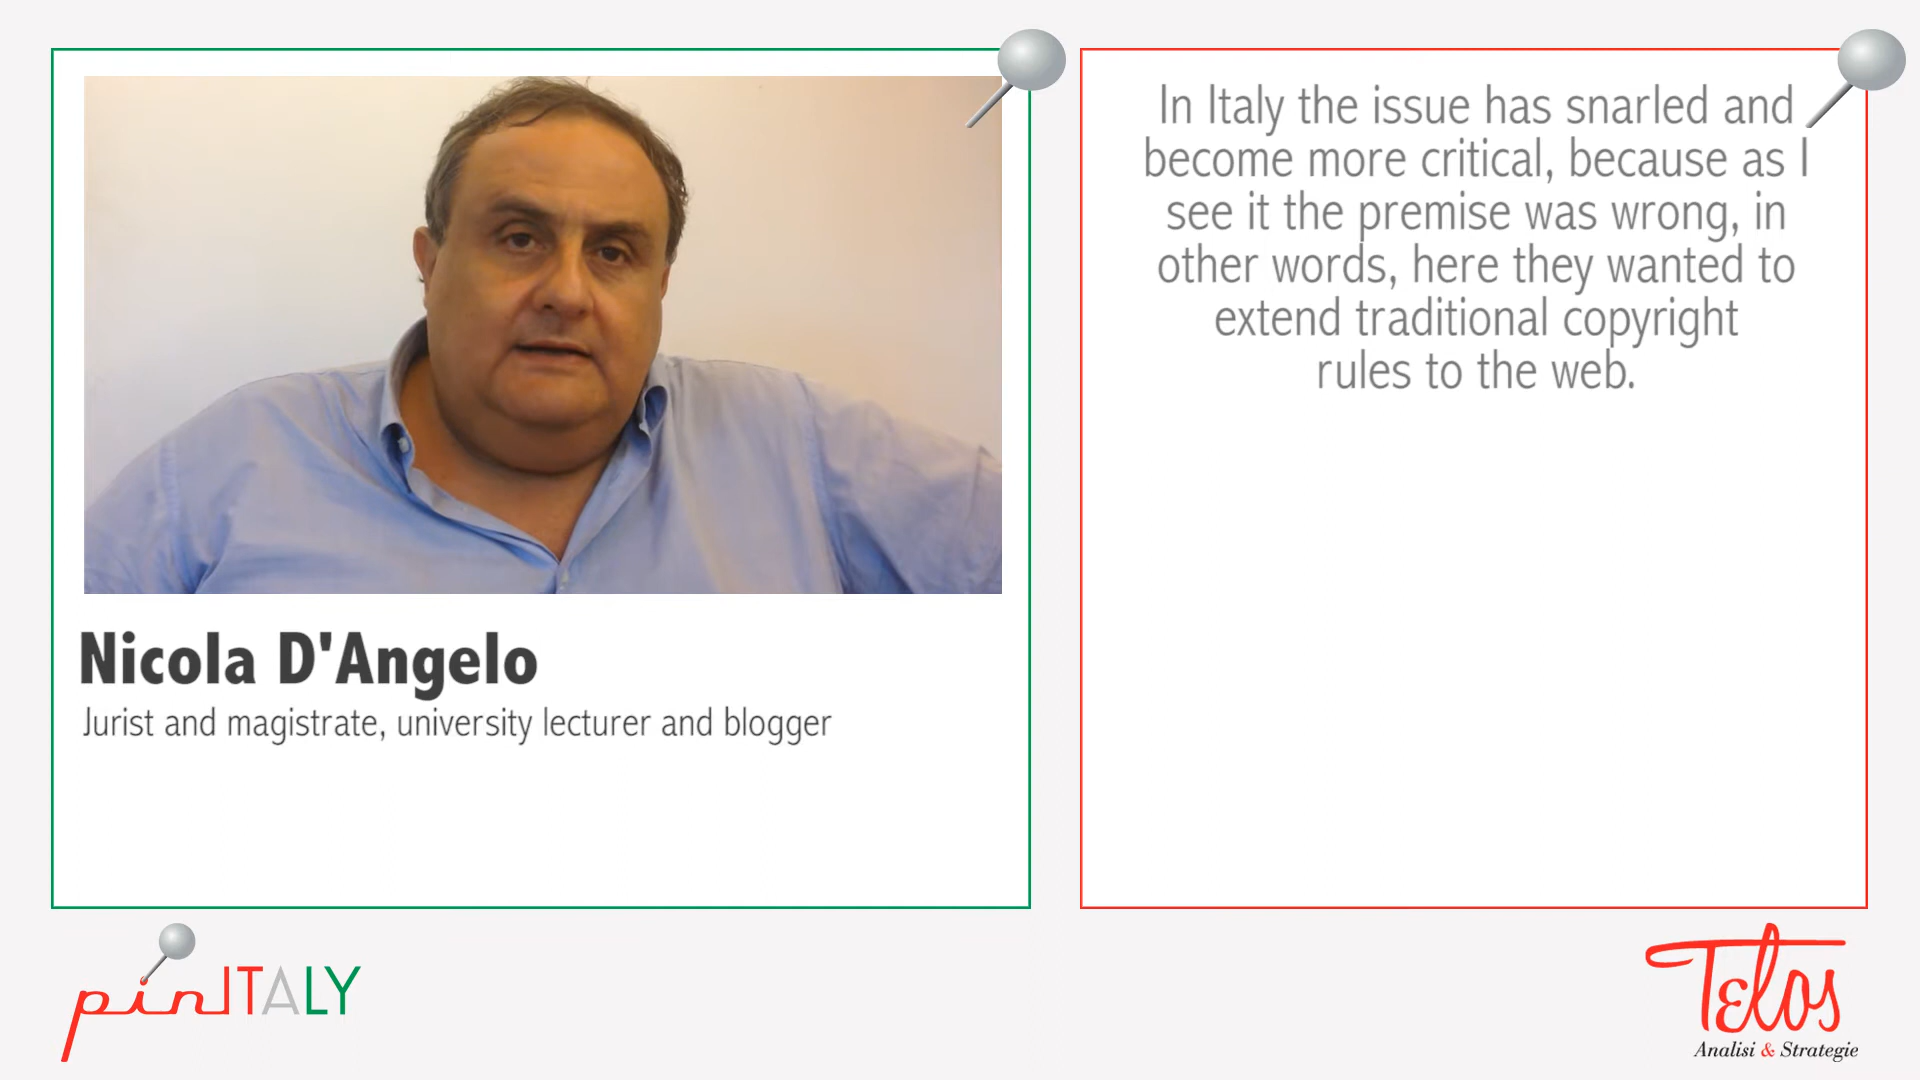 Nicola D'Angelo
Jurist and magistrate, university lecturer and blogger
In Italy the issue has snarled and
become more critical, because as I
see it the premise was wrong, in
other words, here they wanted to
extend traditional copyright
rules to the web.
pinITALY
Telos
Analisi & Strategie